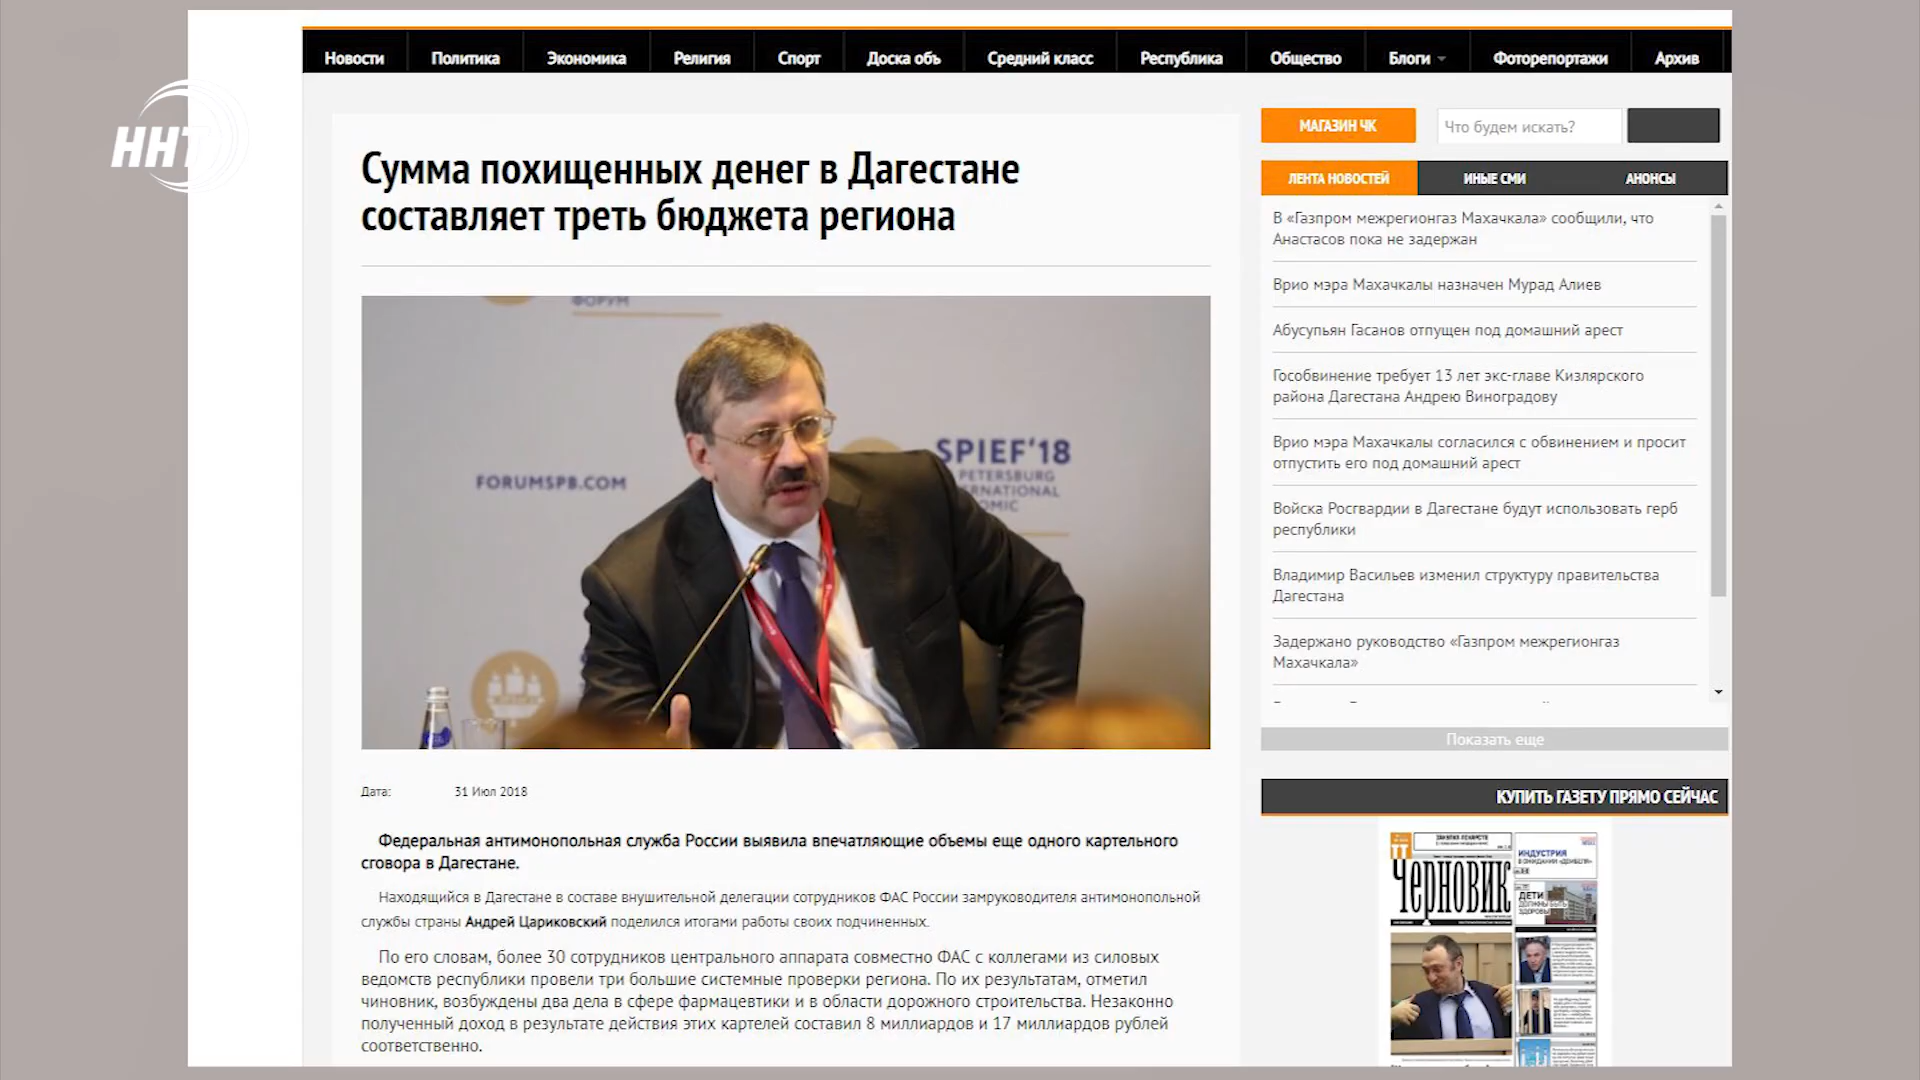 Новости Политика Экономика Религия Спорт Доска объ Средний класс Республика Общество Блоги Фоторепортажи Архив
ННТ
Сумма похищенных денег в Дагестане
составляет треть бюджета региона
ФОРУМ
FORUMSPB.COM
SPIEF'18
PETERSBURG
Дата: 31 Июл 2018
Федеральная антимонопольная служба России выявила впечатляющие объемы еще одного картельного
сговора в Дагестане.
Находящийся в Дагестане в составе внушительной делегации сотрудников ФАС России замруководителя антимонопольной
службы страны Андрей Цариковский поделился итогами работы своих подчиненных.
По его словам, более 30 сотрудников центрального аппарата совместно ФАС с коллегами из силовых
ведомств республики провели три большие системные проверки региона. По их результатам, отметил
чиновник, возбуждены два дела в сфере фармацевтики и в области дорожного строительства. Незаконно
полученный доход в результате действия этих картелей составил 8 миллиардов и 17 миллиардов рублей
соответственно.
МАГАЗИН ЧК
Что будем искать?
ЛЕНТА НОВОСТЕЙ ИНЫЕ СМИ АНОНСЫ
В «Газпром межрегионгаз Махачкала» сообщили, что
Анастасов пока не задержан
Врио мэра Махачкалы назначен Мурад Алиев
Абусупьян Гасанов отпущен под домашний арест
Гособвинение требует 13 лет экс-главе Кизлярского
района Дагестана Андрею Виноградову
Врио мэра Махачкалы согласился с обвинением и просит
отпустить его под домашний арест
Войска Росгвардии в Дагестане будут использовать герб
республики
Владимир Васильев изменил структуру правительства
Дагестана
Задержано руководство «Газпром межрегионгаз
Махачкала»
Показать еще
КУПИТЬ ГАЗЕТУ ПРЯМО СЕЙЧАС
Черновик
ИНДУСТРИЯ
ДЕТИ
ДОЛЖНЫ БЫТЬ
ЗДОРОВЫ